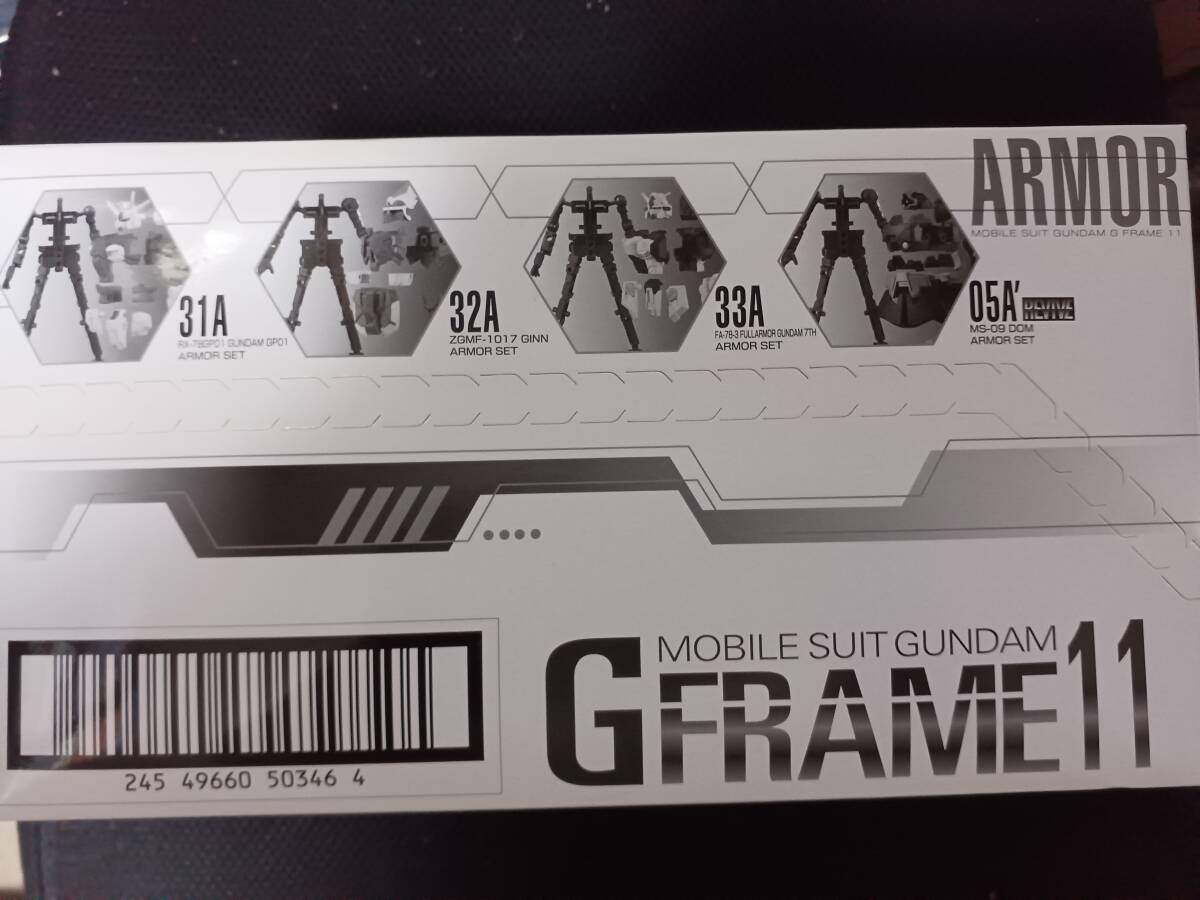 ARMOR
MOBILE SUIT GUNDAM G FRAME 11
31A
RX-78GP01 GUNDAM GP01
ARMOR SET
32A
ZGMF-1017 GINN
ARMOR SET
33A
FA-78-3 FULLARMOR GUNDAM 7TH
ARMOR SET
05A' REVIVE
MS-09 DOM
ARMOR SET
245 49660 50346 4
MOBILE SUIT GUNDAM
G FRAME 11